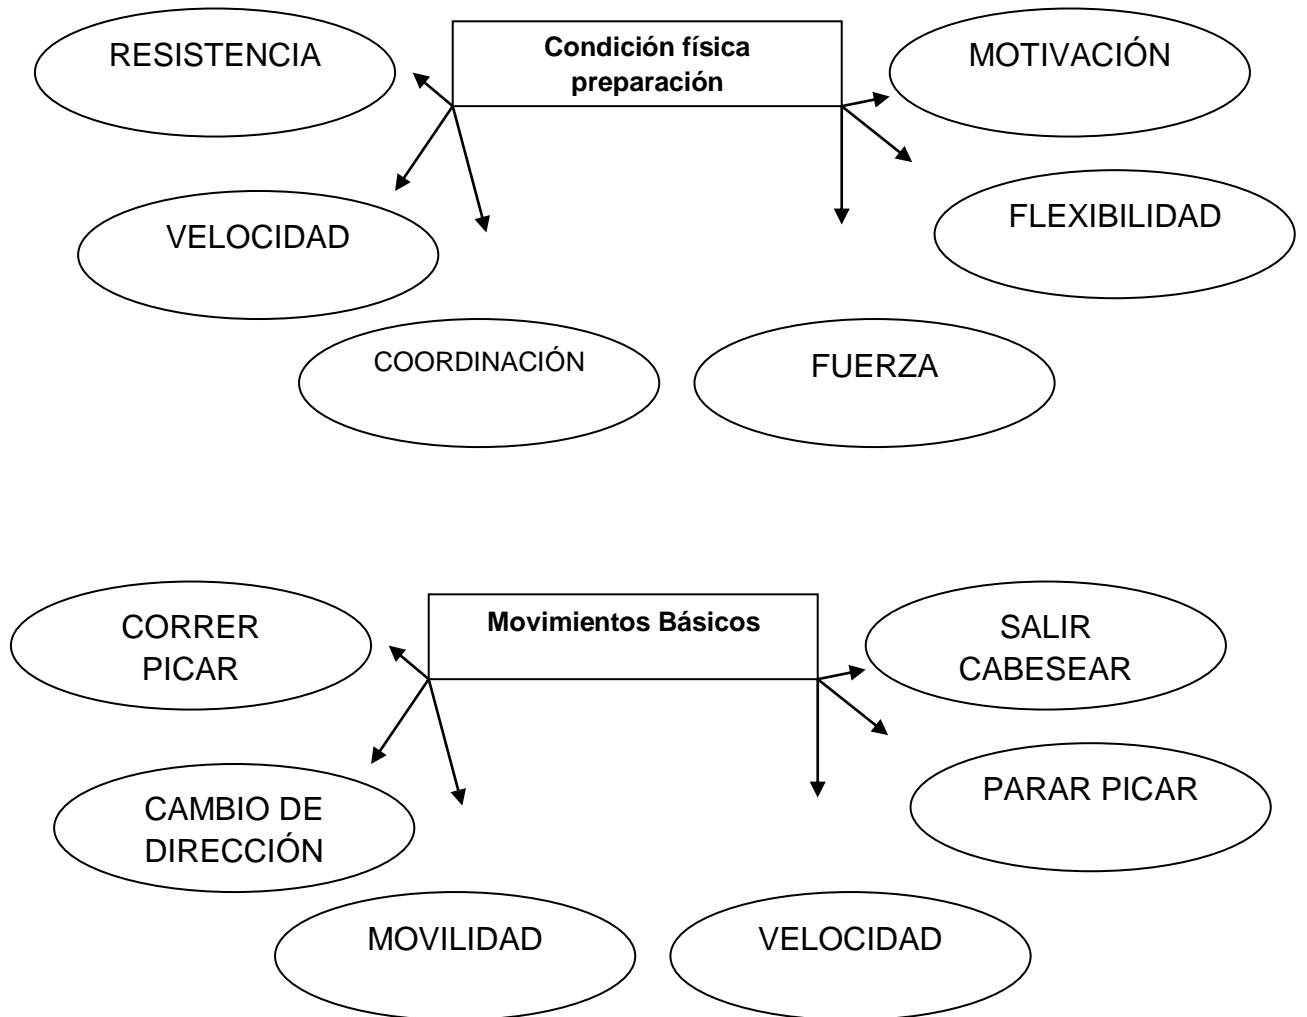 RESISTENCIA
Condición física
preparación
MOTIVACIÓN
VELOCIDAD
FLEXIBILIDAD
COORDINACIÓN
FUERZA
CORRER
PICAR
Movimientos Básicos
SALIR
CABESEAR
CAMBIO DE
DIRECCIÓN
PARAR PICAR
MOVILIDAD
VELOCIDAD